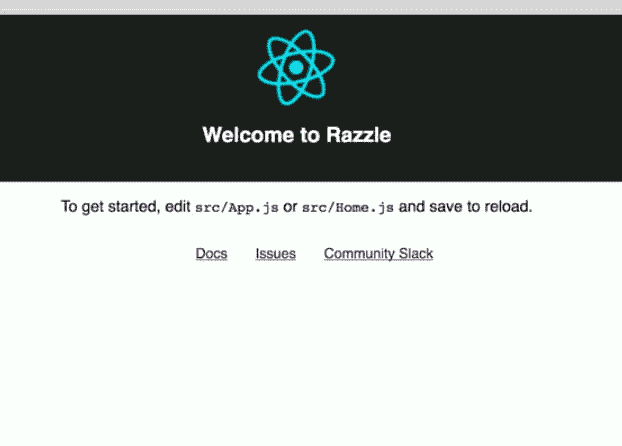 Welcome to Razzle
To get started, edit src/App.js or src/Home.js and save to reload.
Docs Issues Community Slack